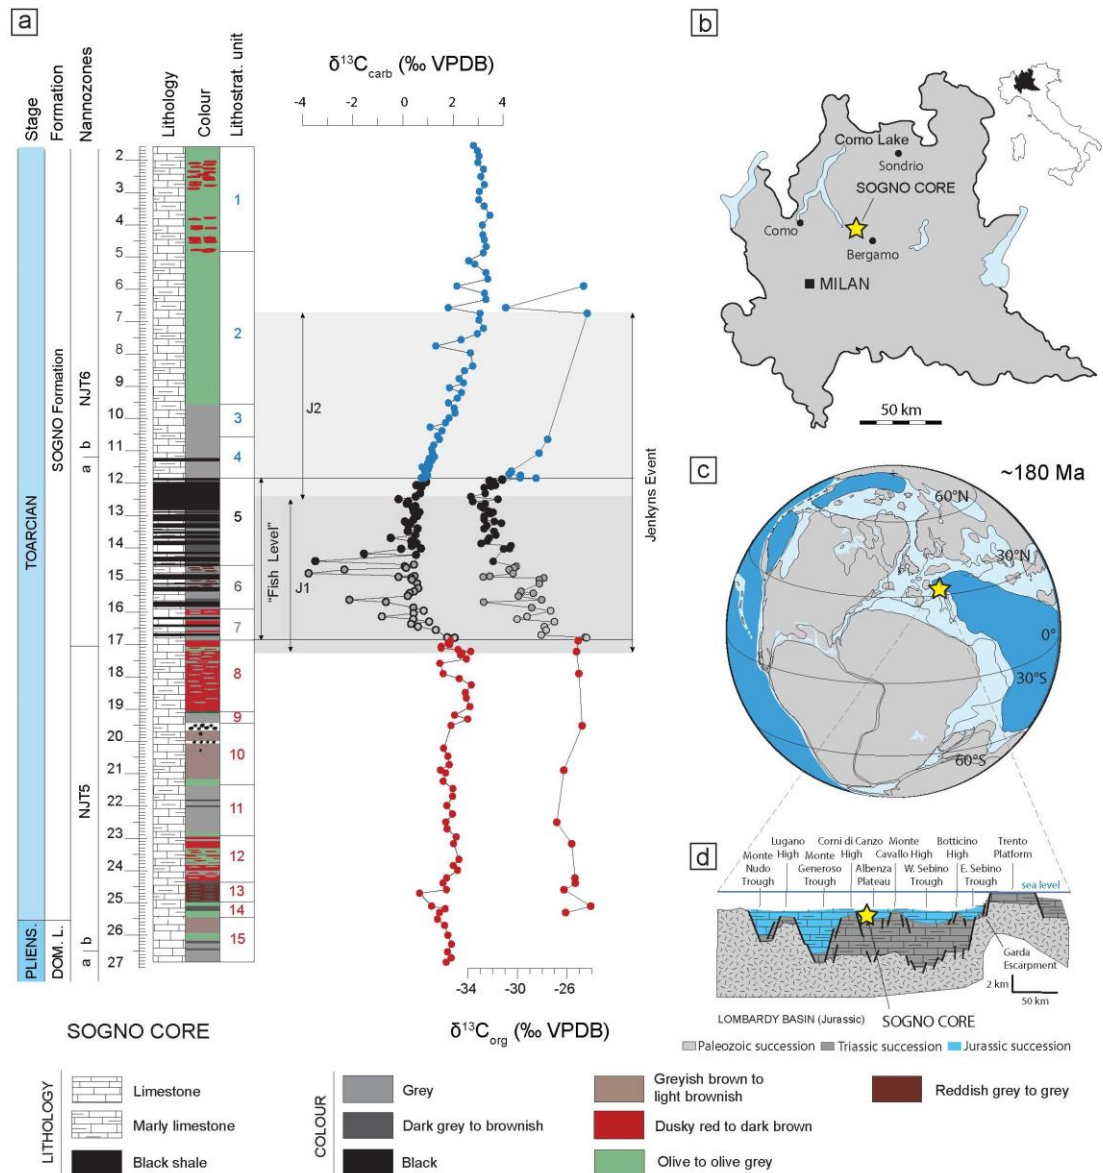 a
δ13Ccarb (‰ VPDB)
Stage
Formation
Nannozones
Lithology
Colour
Lithostrat. unit
-4 -2 0 2 4
TOARCIAN
PLIENS.
SOGNO Formation
DOM. L.
NJT6
b
a
NJT5
b
a
2
3
4
5
6
7
8
9
10
11
12
13
14
15
16
17
18
19
20
21
22
23
24
25
26
27
1
2
3
4
5
6
7
8
9
10
11
12
13
14
15
J2
"Fish Level"
J1
Jenkyns Event
-34 -30 -26
δ13Corg (‰ VPDB)
SOGNO CORE
b
Como Lake
Sondrio
SOGNO CORE
Como
Bergamo
MILAN
50 km
c
~180 Ma
60°N
30°N
0°
30°S
60°S
d
Monte Nudo Trough
Lugano High
Monte Generoso Trough
Corni di Canzo High
Albenza Plateau
Monte Cavallo High
W. Sebino Trough
Botticino High
E. Sebino Trough
Trento Platform
sea level
Garda Escarpment
2 km
50 km
LOMBARDY BASIN (Jurassic)
SOGNO CORE
Paleozoic succession Triassic succession Jurassic succession
LITHOLOGY
Limestone
Marly limestone
Black shale
COLOUR
Grey
Dark grey to brownish
Black
Greyish brown to
light brownish
Dusky red to dark brown
Olive to olive grey
Reddish grey to grey